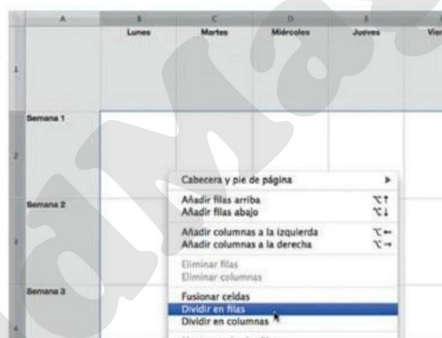 A B C D E
Lunes Martes Miércoles Jueves
1
Semana 1
2
Cabecera y pie de página
Añadir filas arriba ⌥↑
Semana 2
Añadir filas abajo ⌥↓
3
Añadir columnas a la izquierda ⌥←
Añadir columnas a la derecha ⌥→
Eliminar filas
Eliminar columnas
Semana 3
Fusionar celdas
Dividir en filas
4
Dividir en columnas